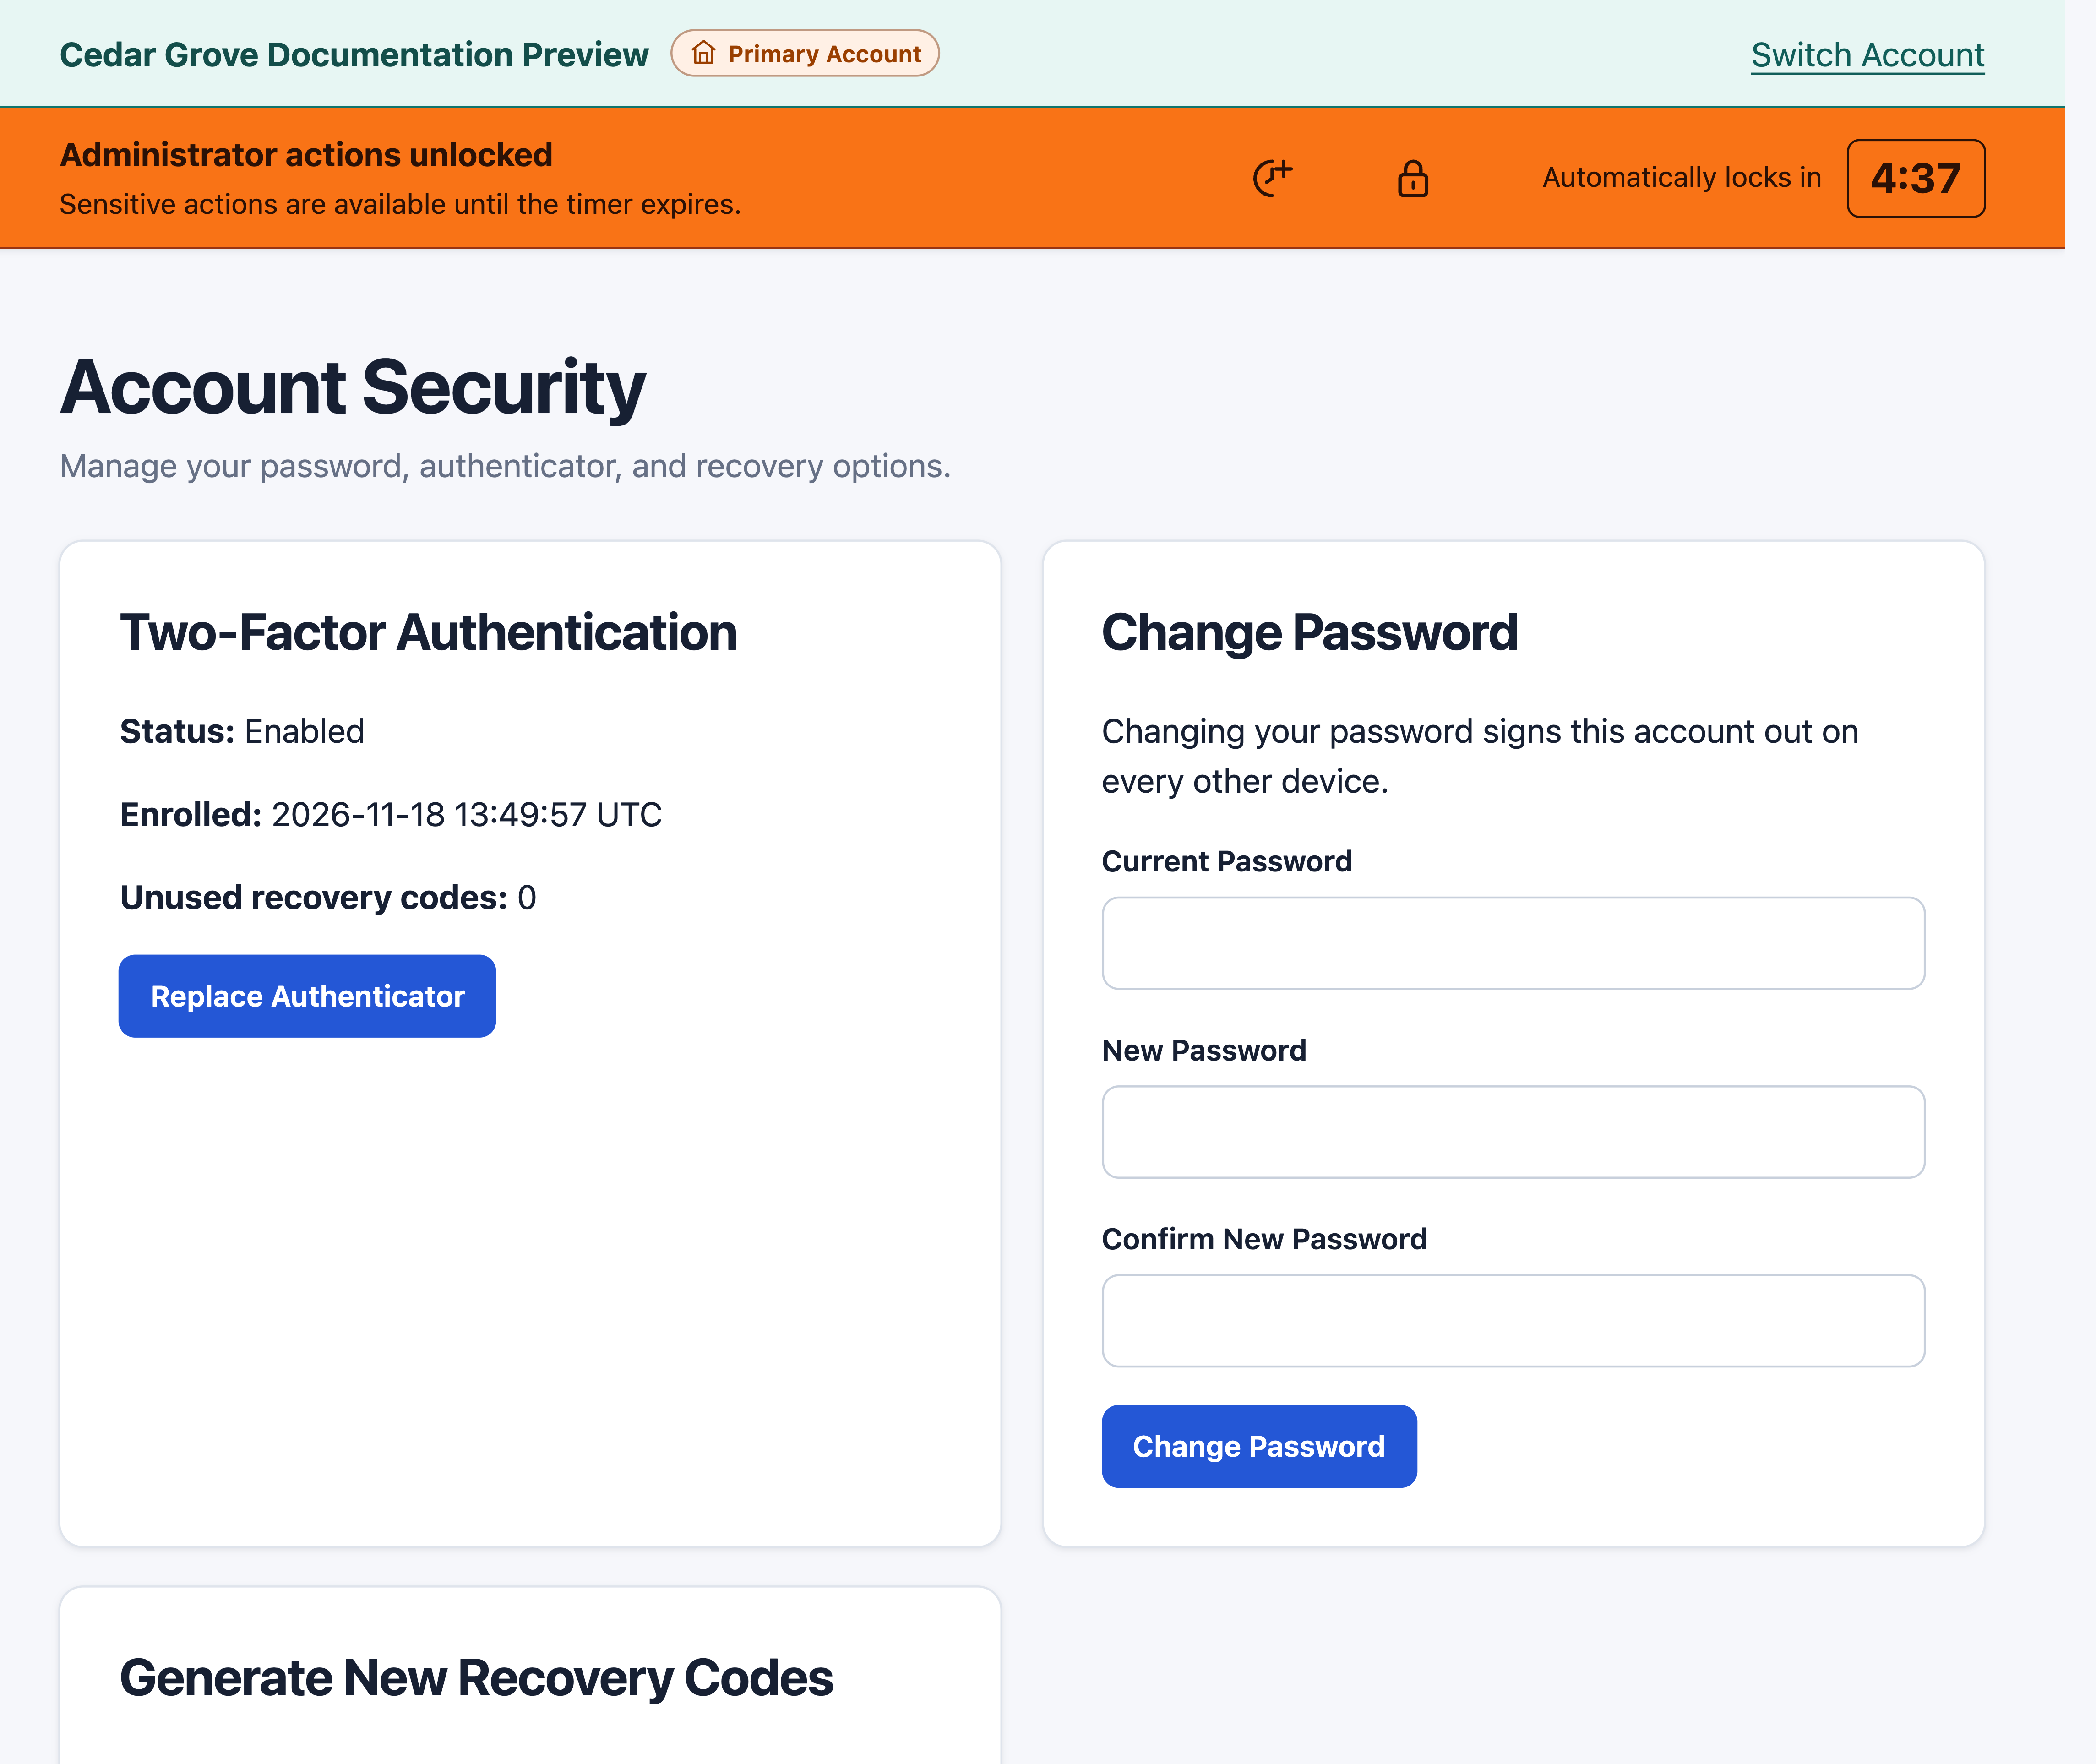 Cedar Grove Documentation Preview
Primary Account
Switch Account
Administrator actions unlocked
Sensitive actions are available until the timer expires.
Automatically locks in
4:37
Account Security
Manage your password, authenticator, and recovery options.
Two-Factor Authentication
Status: Enabled
Enrolled: 2026-11-18 13:49:57 UTC
Unused recovery codes: 0
Replace Authenticator
Change Password
Changing your password signs this account out on
every other device.
Current Password
New Password
Confirm New Password
Change Password
Generate New Recovery Codes